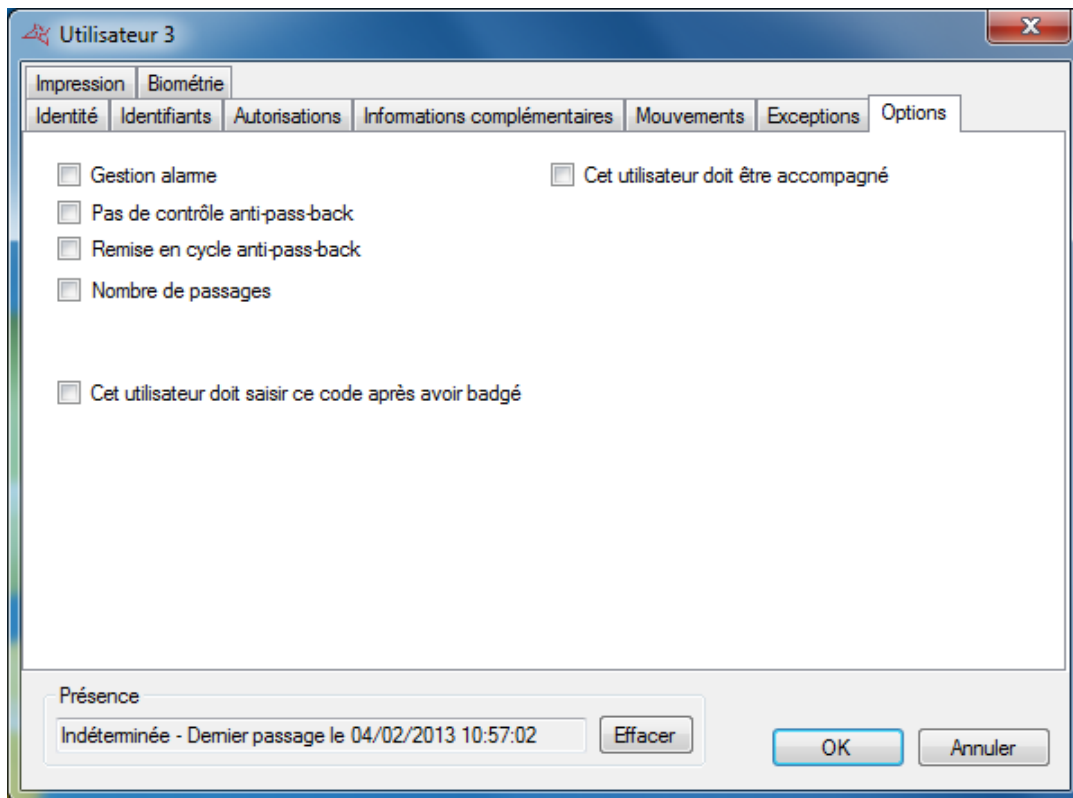 Utilisateur 3
Impression Biométrie
Identité Identifiants Autorisations Informations complémentaires Mouvements Exceptions Options
Gestion alarme Cet utilisateur doit être accompagné
Pas de contrôle anti-pass-back
Remise en cycle anti-pass-back
Nombre de passages
Cet utilisateur doit saisir ce code après avoir badgé
Présence
Indéterminée - Dernier passage le 04/02/2013 10:57:02 Effacer
OK Annuler